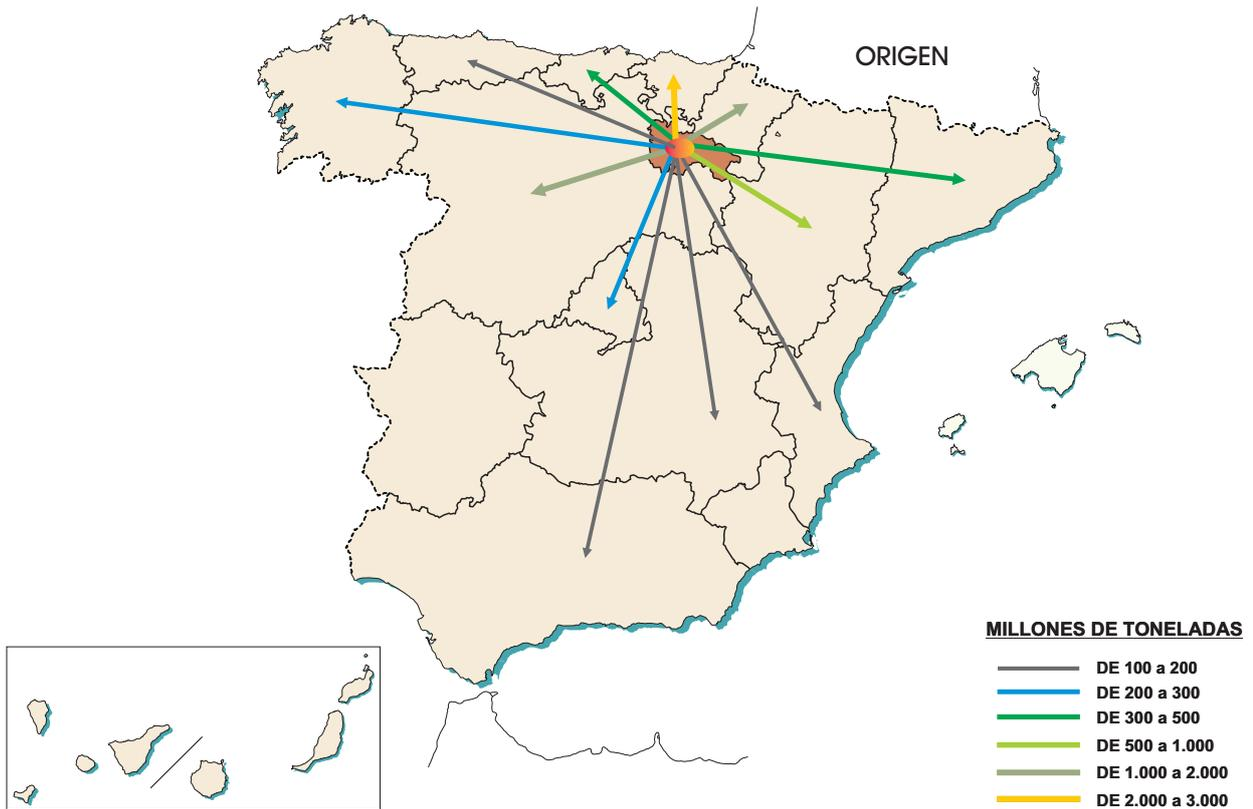 ORIGEN
MILLONES DE TONELADAS
DE 100 a 200
DE 200 a 300
DE 300 a 500
DE 500 a 1.000
DE 1.000 a 2.000
DE 2.000 a 3.000